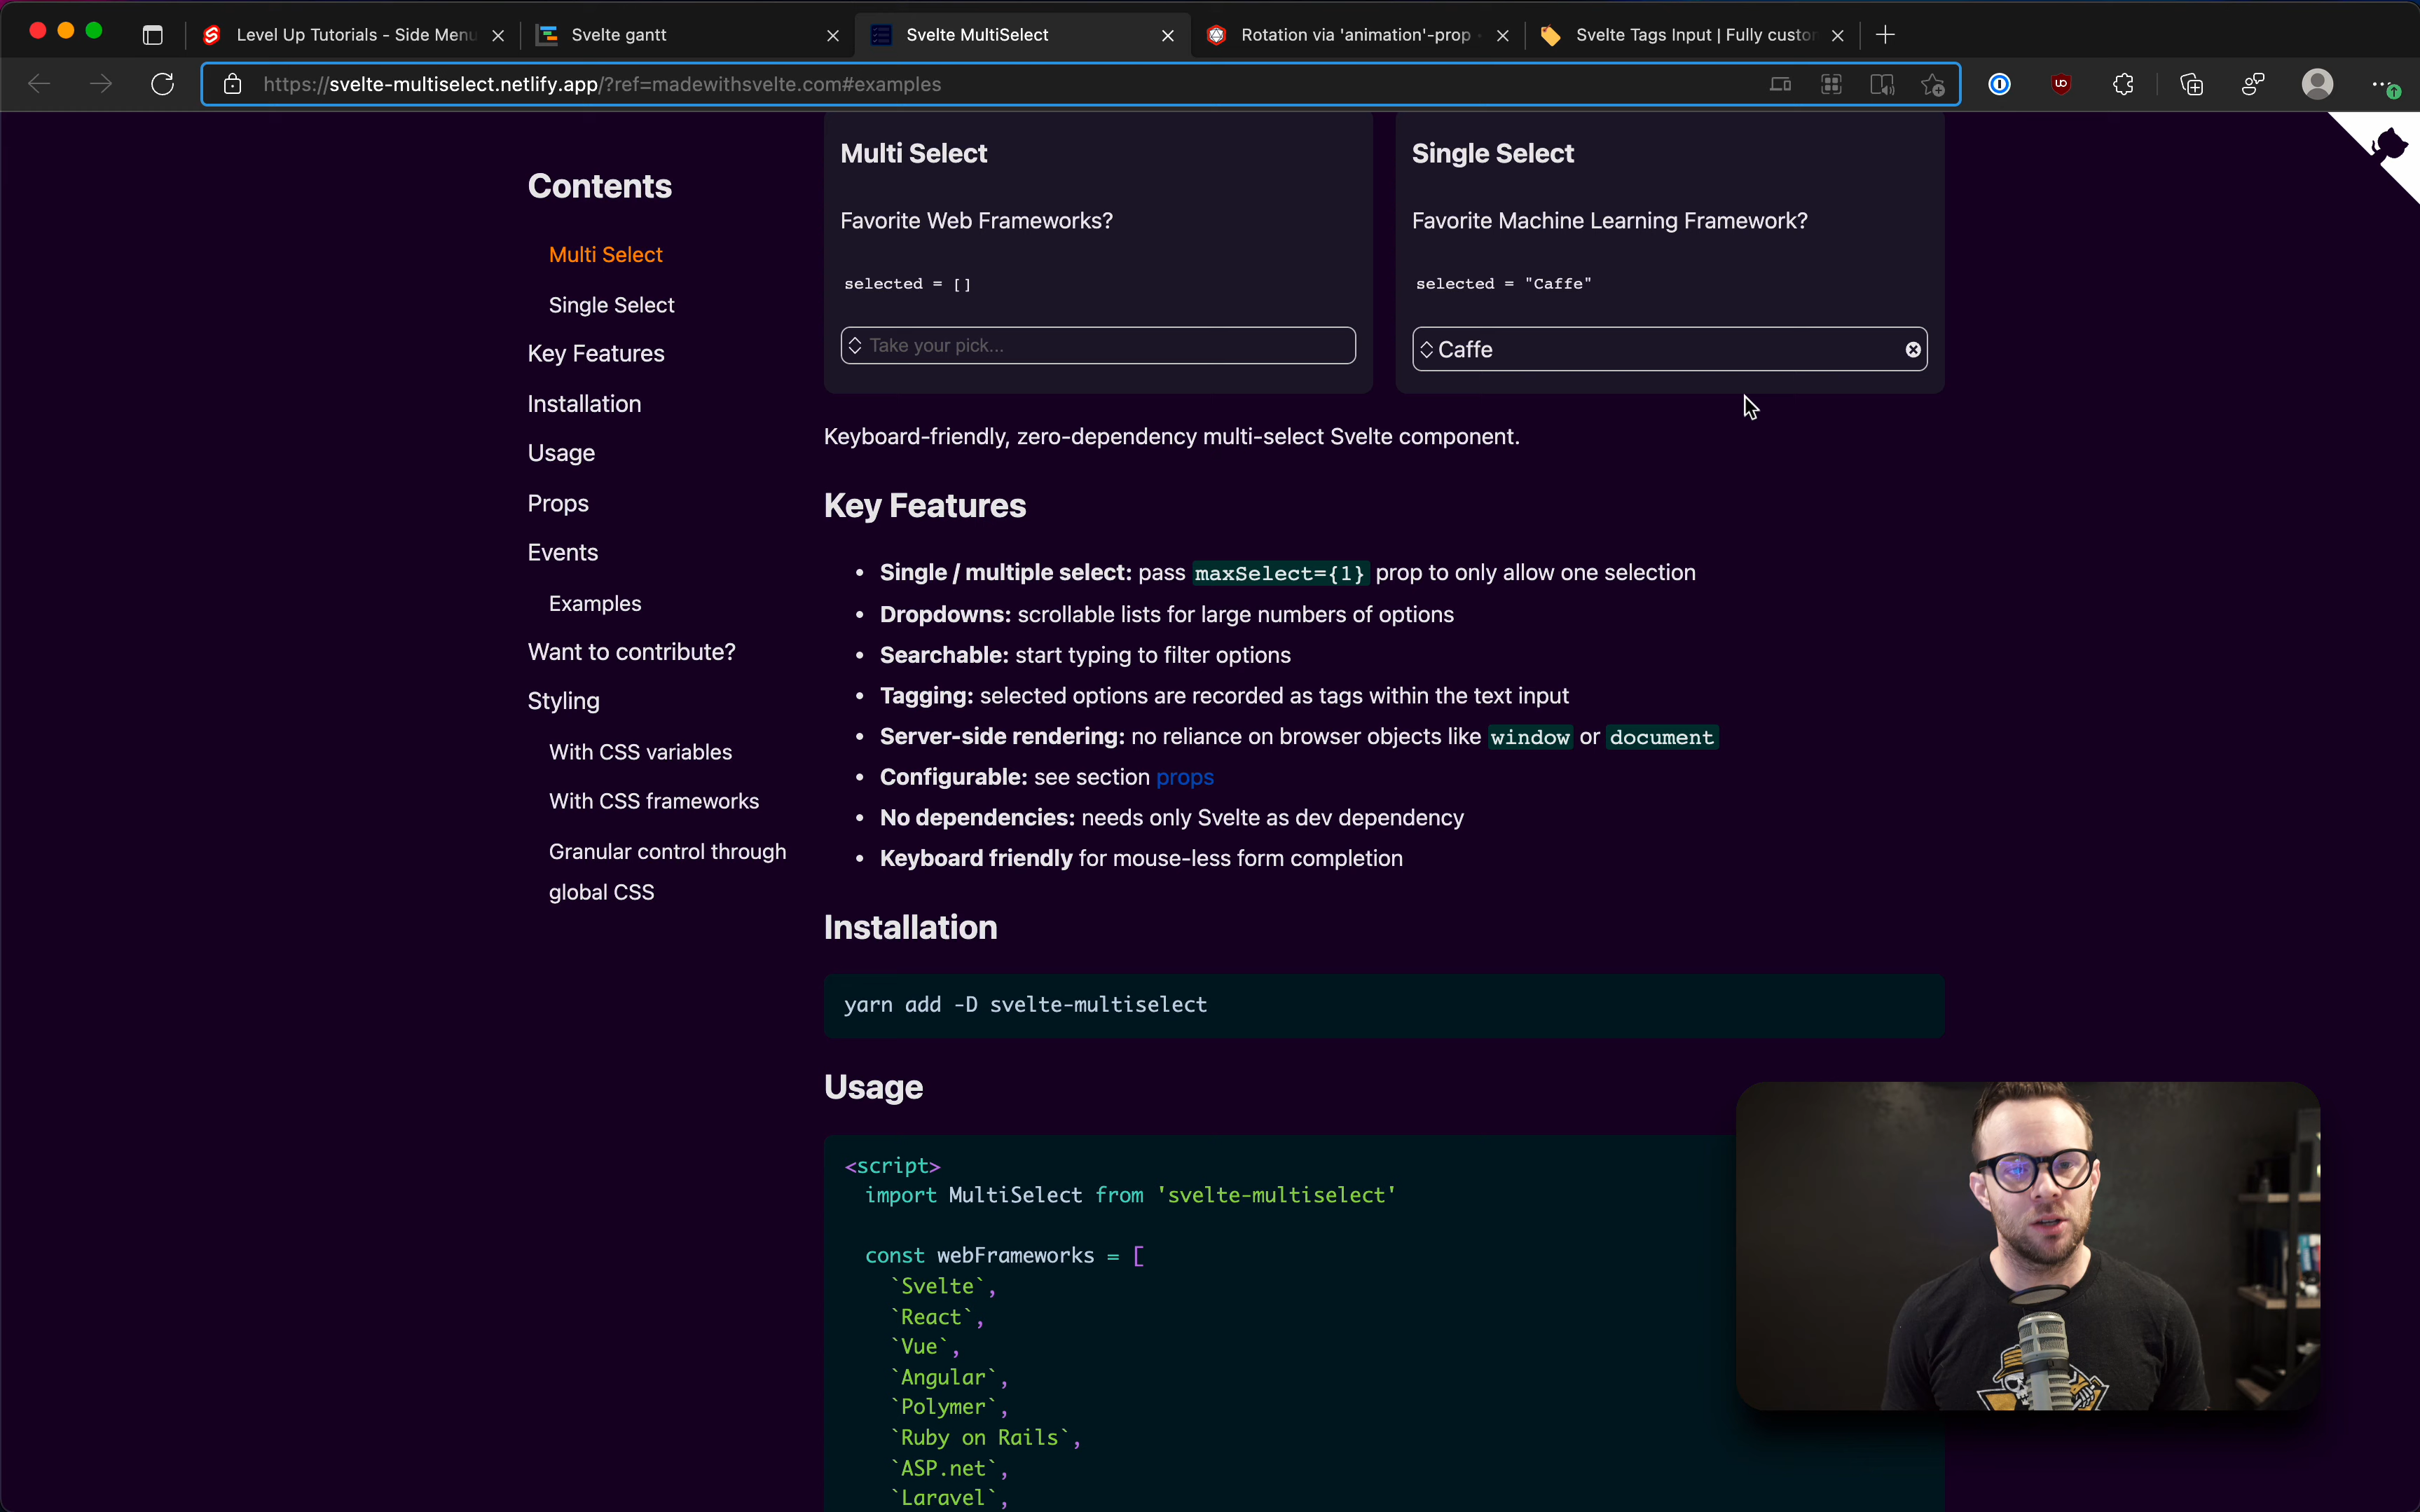 Level Up Tutorials - Side Menu
Svelte gantt
Svelte MultiSelect
Rotation via 'animation'-prop
Svelte Tags Input | Fully custom
https://svelte-multiselect.netlify.app/?ref=madewithsvelte.com#examples
Contents
Multi Select
Single Select
Key Features
Installation
Usage
Props
Events
Examples
Want to contribute?
Styling
With CSS variables
With CSS frameworks
Granular control through
global CSS
Multi Select
Favorite Web Frameworks?
selected = []
Take your pick...
Single Select
Favorite Machine Learning Framework?
selected = "Caffe"
Caffe
Keyboard-friendly, zero-dependency multi-select Svelte component.
Key Features
• Single / multiple select: pass maxSelect={1} prop to only allow one selection
• Dropdowns: scrollable lists for large numbers of options
• Searchable: start typing to filter options
• Tagging: selected options are recorded as tags within the text input
• Server-side rendering: no reliance on browser objects like window or document
• Configurable: see section props
• No dependencies: needs only Svelte as dev dependency
• Keyboard friendly for mouse-less form completion
Installation
yarn add -D svelte-multiselect
Usage
<script>
import MultiSelect from 'svelte-multiselect'
const webFrameworks = [
`Svelte`,
`React`,
`Vue`,
`Angular`,
`Polymer`,
`Ruby on Rails`,
`ASP.net`,
`Laravel`,